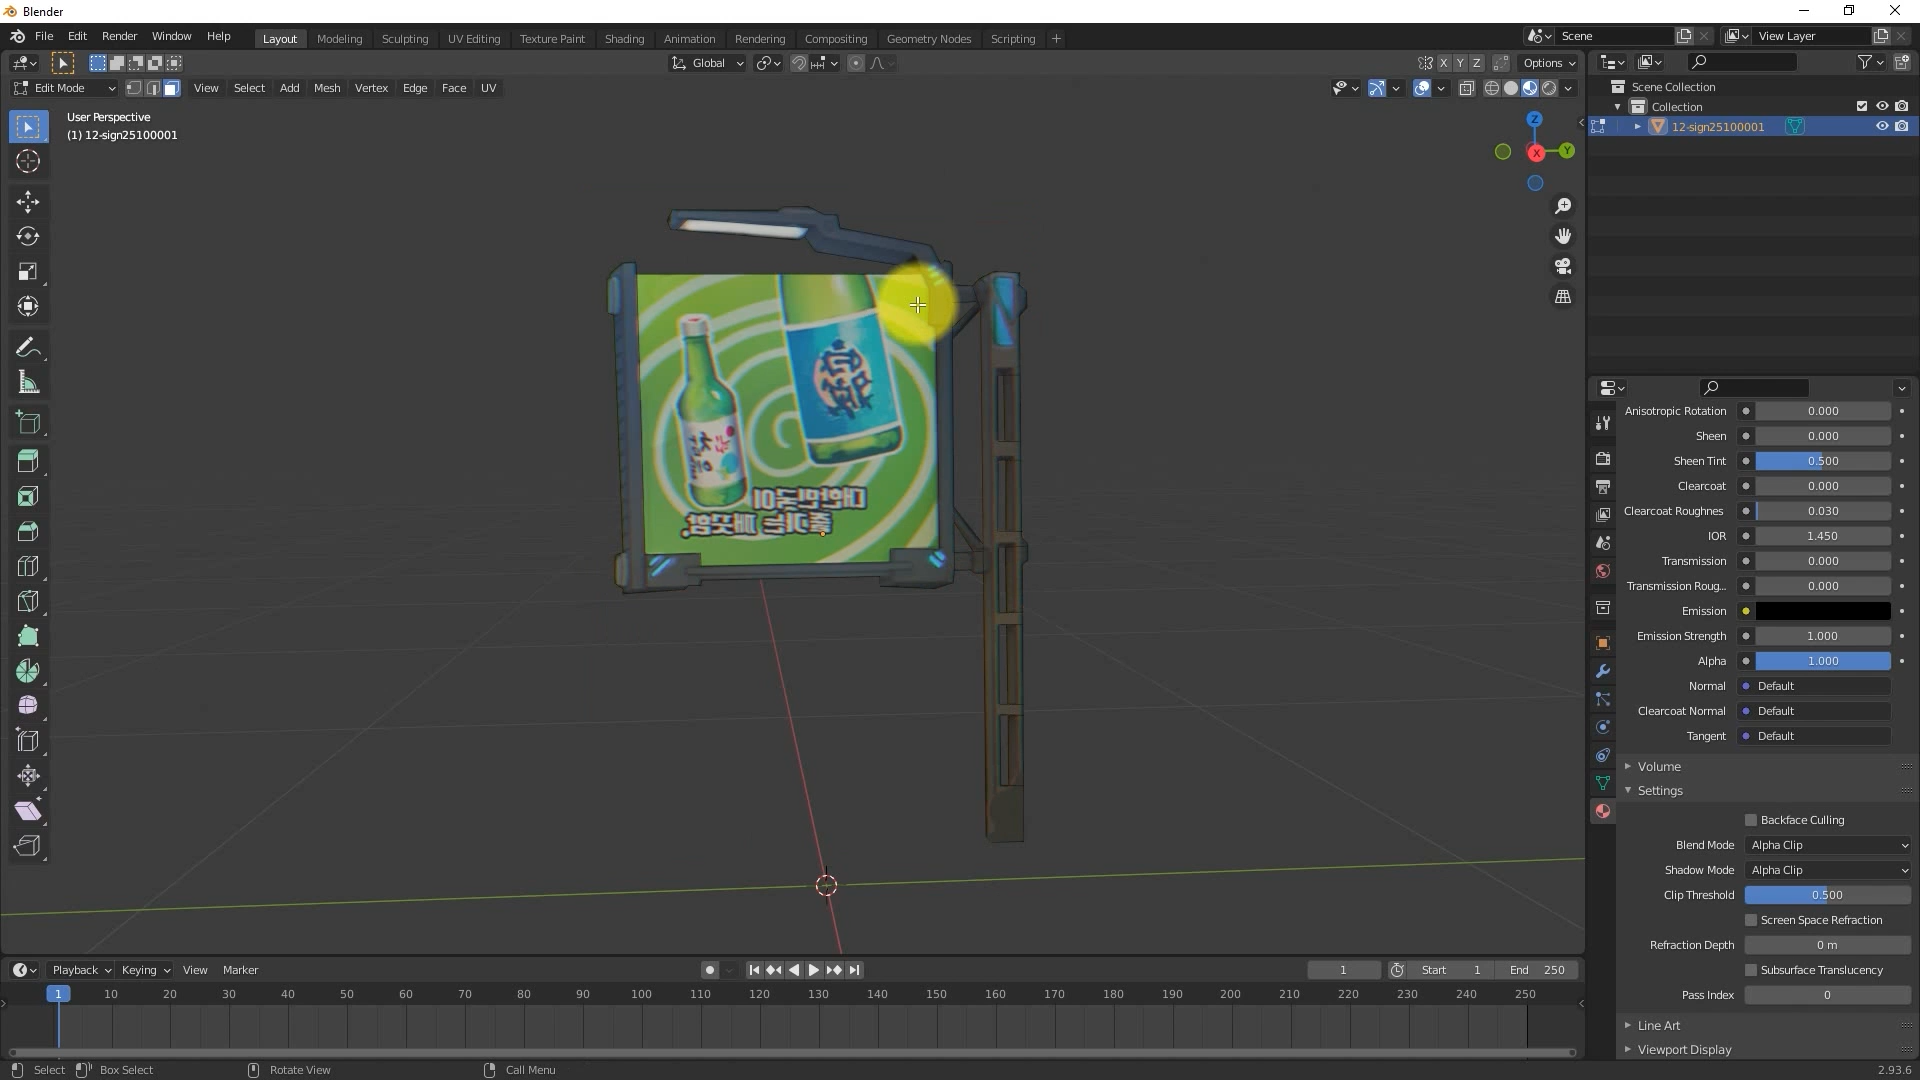 Blender
File Edit Render Window Help Layout Modeling Sculpting UV Editing Texture Paint Shading Animation Rendering Compositing Geometry Nodes Scripting + Scene View Layer
Global X Y Z Options
Edit Mode View Select Add Mesh Vertex Edge Face UV
User Perspective
(1) 12-sign25100001
Z
X Y
Scene Collection
Collection
12-sign25100001
Anisotropic Rotation 0.000
Sheen 0.000
Sheen Tint 0.500
Clearcoat 0.000
Clearcoat Roughnes 0.030
IOR 1.450
Transmission 0.000
Transmission Roug... 0.000
Emission
Emission Strength 1.000
Alpha 1.000
Normal Default
Clearcoat Normal Default
Tangent Default
Volume
Settings
Backface Culling
Blend Mode Alpha Clip
Shadow Mode Alpha Clip
Clip Threshold 0.500
Screen Space Refraction
Refraction Depth 0 m
Subsurface Translucency
Pass Index 0
Line Art
Viewport Display
대한민국이
Playback Keying View Marker 1 Start 1 End 250
1 10 20 30 40 50 60 70 80 90 100 110 120 130 140 150 160 170 180 190 200 210 220 230 240 250
Select Box Select Rotate View Call Menu 2.93.6